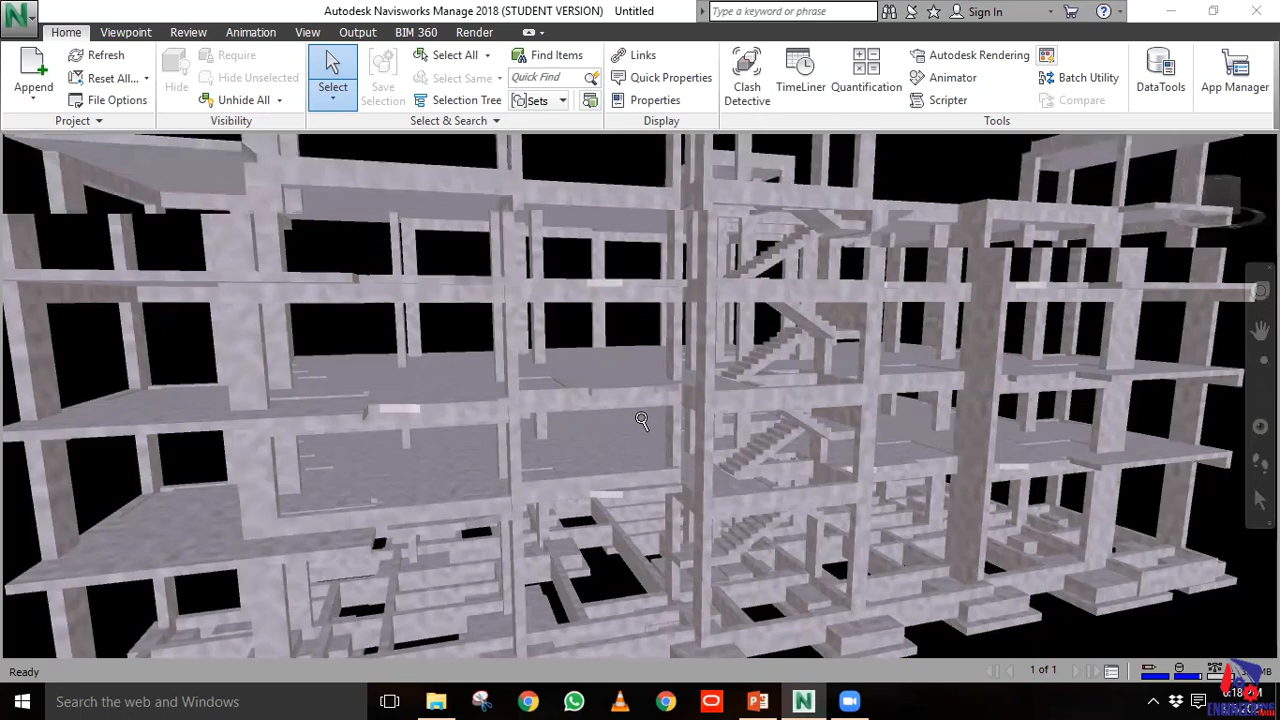 Autodesk Navisworks Manage 2018 (STUDENT VERSION) Untitled
Type a keyword or phrase
Sign In
Home Viewpoint Review Animation View Output BIM 360 Render
Append
Refresh
Reset All...
File Options
Project
Hide
Require
Hide Unselected
Unhide All
Visibility
Select
Save Selection
Select All
Select Same
Selection Tree
Find Items
Quick Find
Sets
Select & Search
Links
Quick Properties
Properties
Display
Clash Detective
TimeLiner
Quantification
Autodesk Rendering
Animator
Scripter
Batch Utility
Compare
Tools
DataTools
App Manager
Ready
1 of 1
MB
Search the web and Windows
ENGINEERING